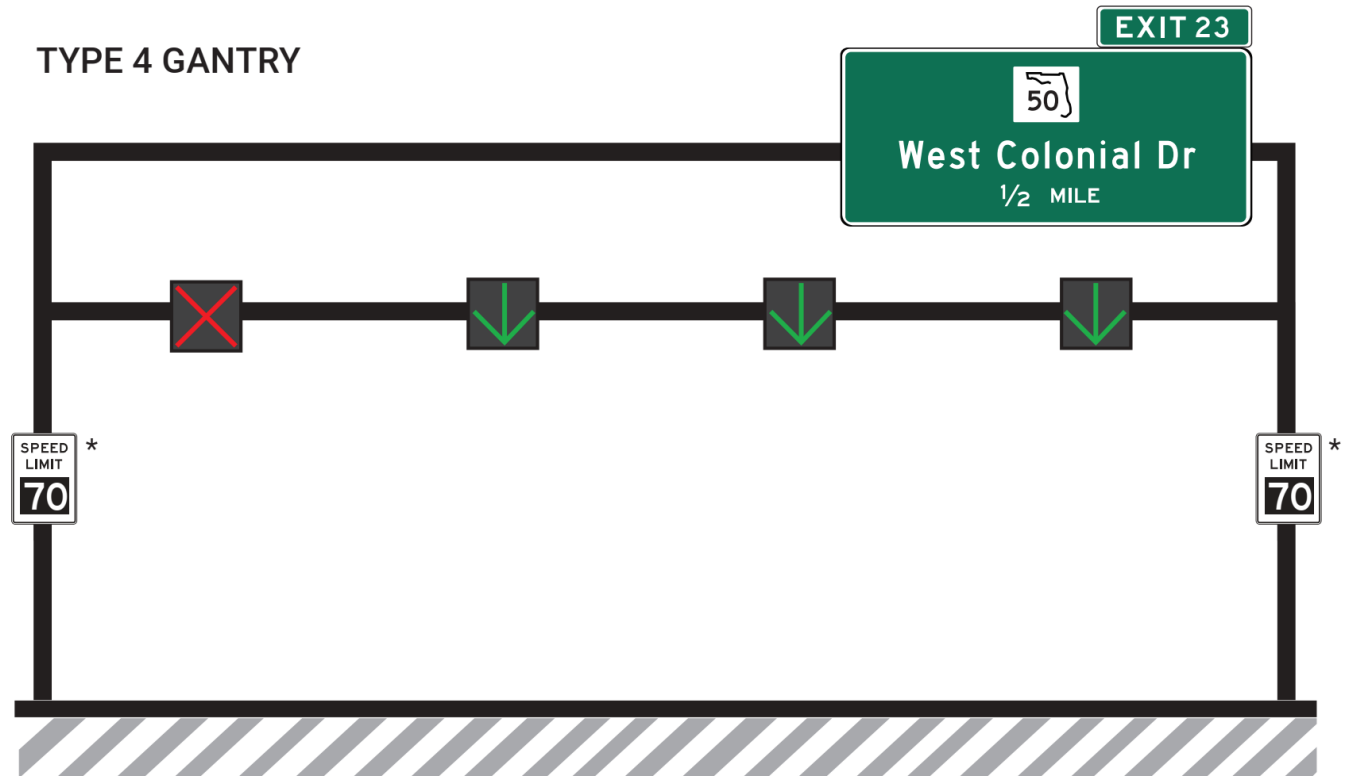 TYPE 4 GANTRY
EXIT 23
50
West Colonial Dr
1/2 MILE
SPEED
LIMIT
70
*
SPEED
LIMIT
70
*